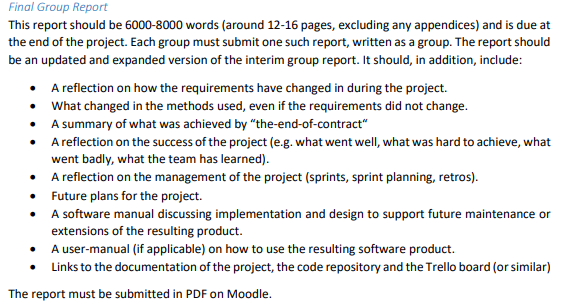 Final Group Report
This report should be 6000-8000 words (around 12-16 pages, excluding any appendices) and is due at
the end of the project. Each group must submit one such report, written as a group. The report should
be an updated and expanded version of the interim group report. It should, in addition, include:
• A reflection on how the requirements have changed in during the project.
• What changed in the methods used, even if the requirements did not change.
• A summary of what was achieved by “the-end-of-contract“
• A reflection on the success of the project (e.g. what went well, what was hard to achieve, what
went badly, what the team has learned).
• A reflection on the management of the project (sprints, sprint planning, retros).
• Future plans for the project.
• A software manual discussing implementation and design to support future maintenance or
extensions of the resulting product.
• A user-manual (if applicable) on how to use the resulting software product.
• Links to the documentation of the project, the code repository and the Trello board (or similar)
The report must be submitted in PDF on Moodle.